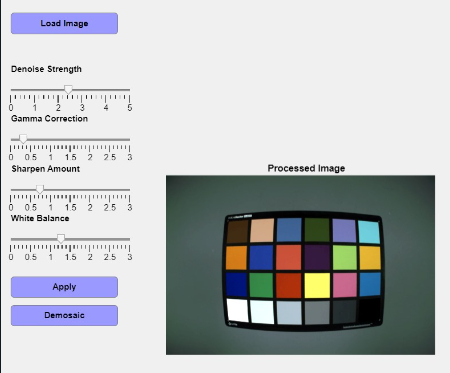 Load Image
Denoise Strength
0 1 2 3 4 5
Gamma Correction
0 0.5 1 1.5 2 2.5 3
Sharpen Amount
0 0.5 1 1.5 2 2.5 3
White Balance
0 0.5 1 1.5 2 2.5 3
Apply
Demosaic
Processed Image